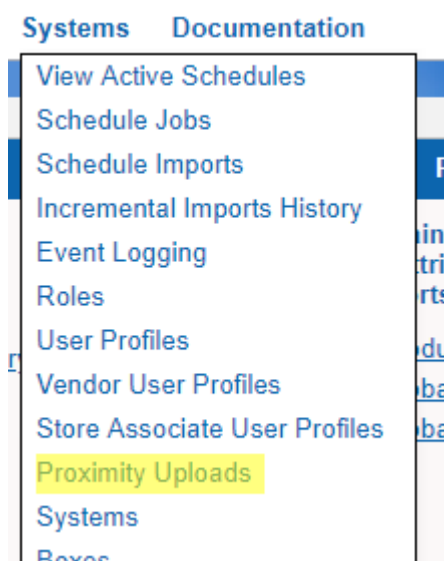 Systems Documentation
View Active Schedules
Schedule Jobs
Schedule Imports
Incremental Imports History
Event Logging
Roles
User Profiles
Vendor User Profiles
Store Associate User Profiles
Proximity Uploads
Systems
Boxes